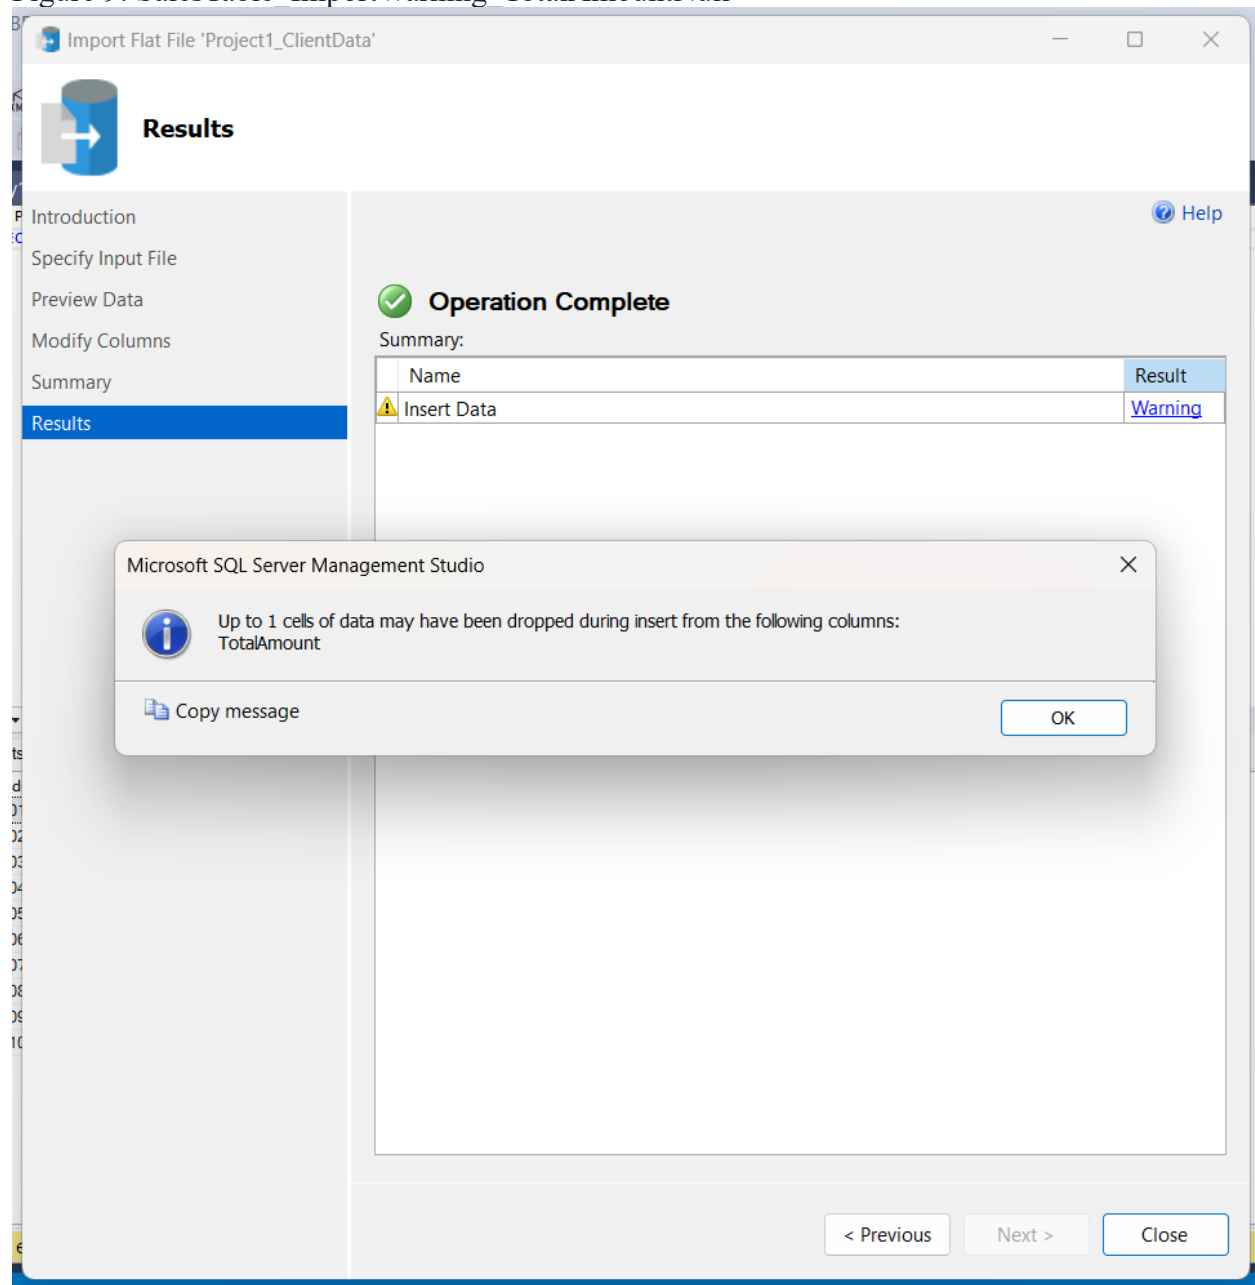 Import Flat File 'Project1_ClientData'
Results
Introduction
Specify Input File
Preview Data
Modify Columns
Summary
Results
Help
Operation Complete
Summary:
Name Result
Insert Data Warning
Microsoft SQL Server Management Studio
Up to 1 cells of data may have been dropped during insert from the following columns:
TotalAmount
Copy message
OK
< Previous Next > Close